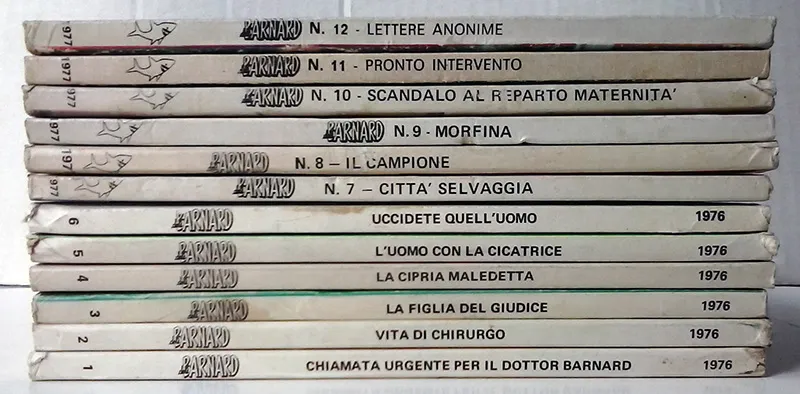 1977 BARNARD N. 12 - LETTERE ANONIME
1977 BARNARD N. 11 - PRONTO INTERVENTO
1977 BARNARD N. 10 - SCANDALO AL REPARTO MATERNITA'
1977 BARNARD N. 9 - MORFINA
197 BARNARD N. 8 - IL CAMPIONE
1977 BARNARD N. 7 - CITTA' SELVAGGIA
6 BARNARD UCCIDETE QUELL'UOMO 1976
5 BARNARD L'UOMO CON LA CICATRICE 1976
4 BARNARD LA CIPRIA MALEDETTA 1976
3 BARNARD LA FIGLIA DEL GIUDICE 1976
2 BARNARD VITA DI CHIRURGO 1976
1 BARNARD CHIAMATA URGENTE PER IL DOTTOR BARNARD 1976